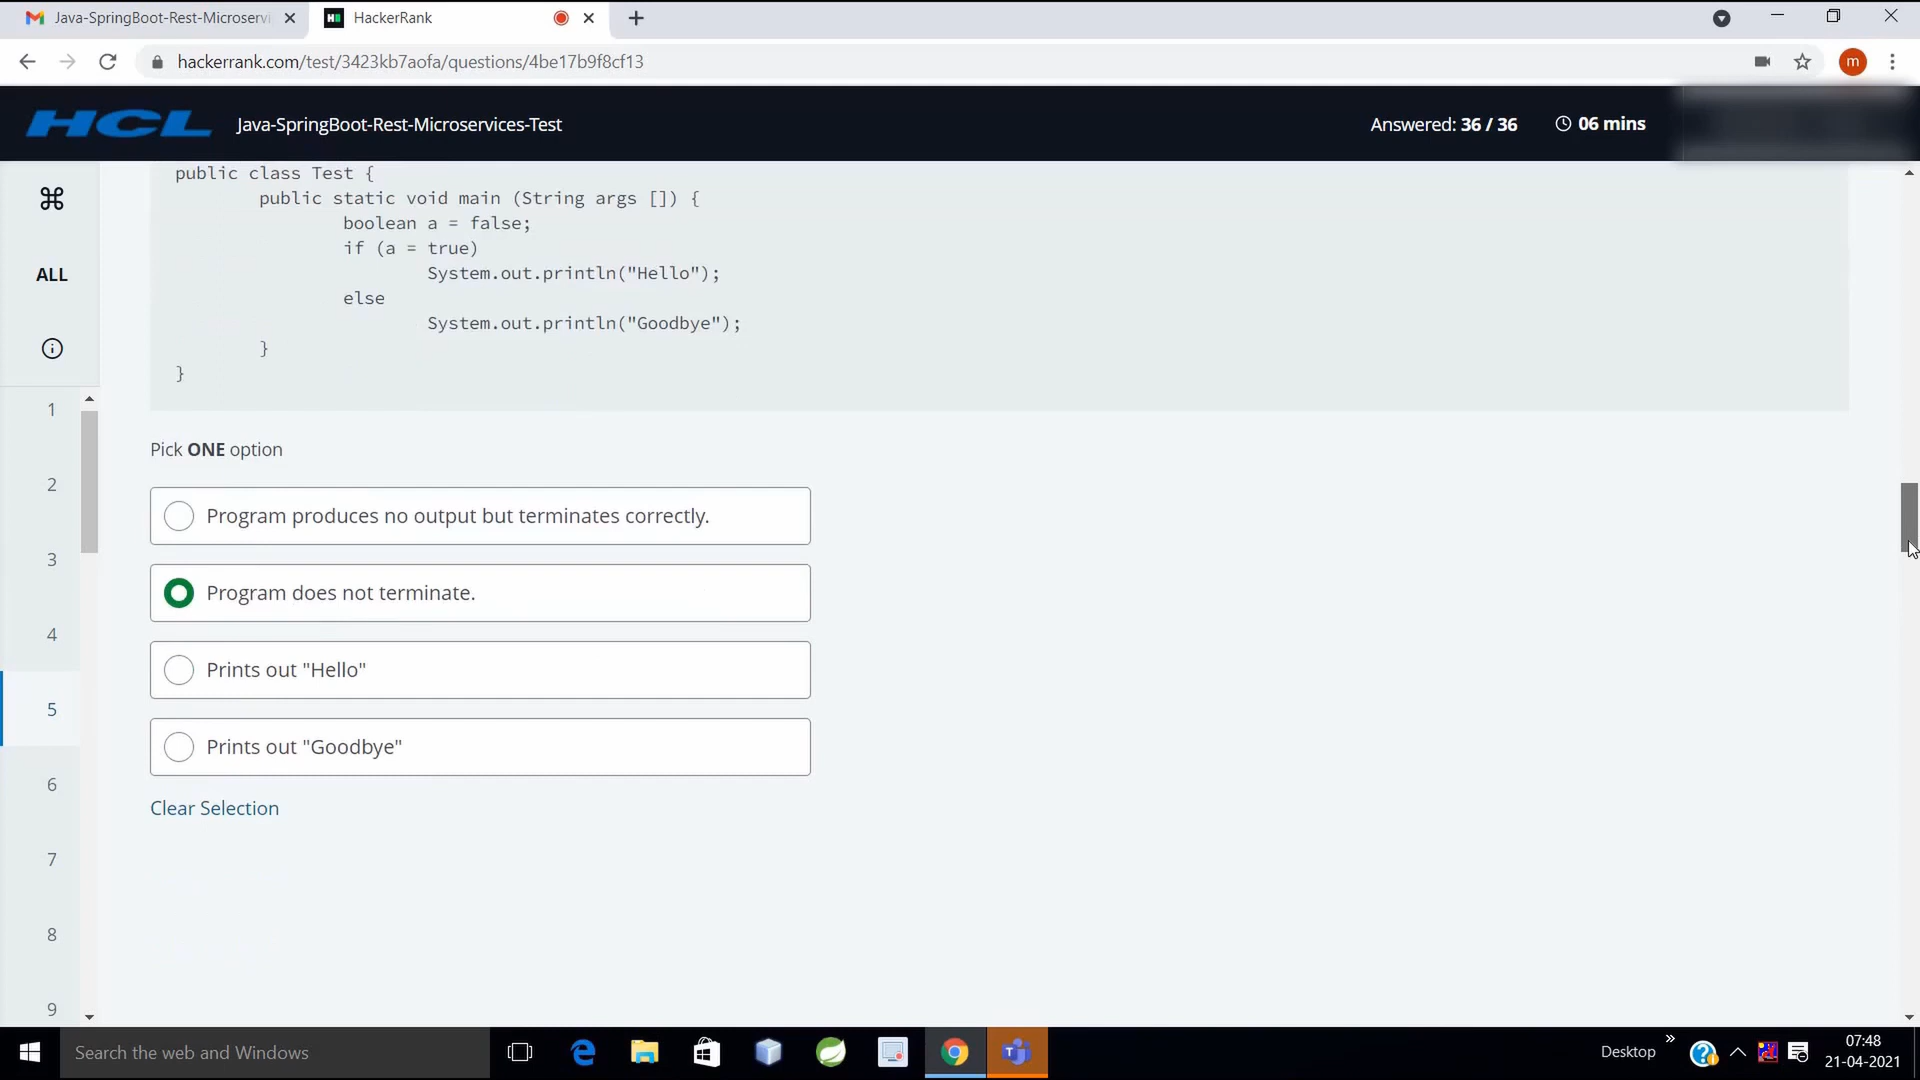 Java-SpringBoot-Rest-Microservi
HackerRank
hackerrank.com/test/3423kb7aofa/questions/4be17b9f8cf13
m
HCL
Java-SpringBoot-Rest-Microservices-Test
Answered: 36 / 36
06 mins
ALL
1
2
3
4
5
6
7
8
9
public class Test {
public static void main (String args []) {
boolean a = false;
if (a = true)
System.out.println("Hello");
else
System.out.println("Goodbye");
}
}
Pick ONE option
Program produces no output but terminates correctly.
Program does not terminate.
Prints out "Hello"
Prints out "Goodbye"
Clear Selection
Search the web and Windows
Desktop
07:48
21-04-2021